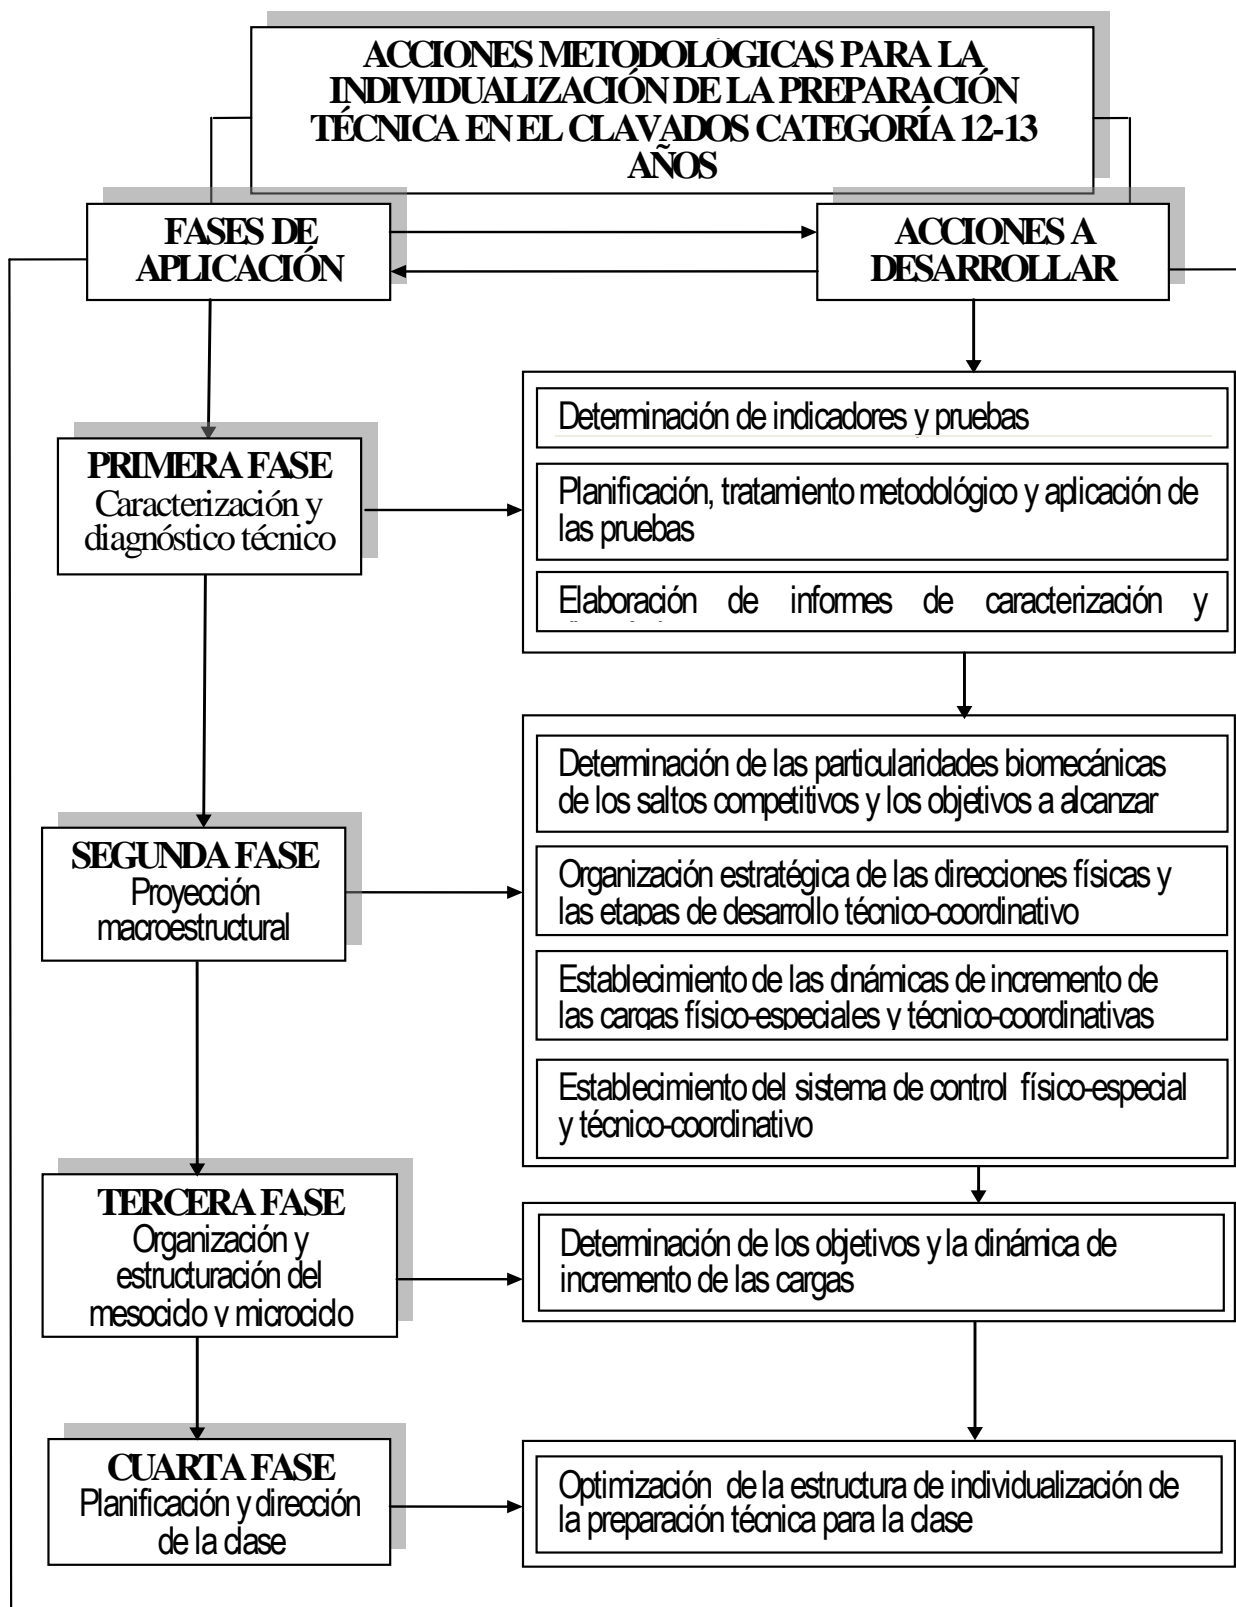 ACCIONES METODOLÓGICAS PARA LA
INDIVIDUALIZACIÓN DE LA PREPARACIÓN
TÉCNICA EN EL CLAVADOS CATEGORÍA 12-13
AÑOS
FASES DE
APLICACIÓN
ACCIONES A
DESARROLLAR
PRIMERA FASE
Caracterización y
diagnóstico técnico
Determinación de indicadores y pruebas
Planificación, tratamiento metodológico y aplicación de
las pruebas
Elaboración de informes de caracterización y
SEGUNDA FASE
Proyección
macroestructural
Determinación de las particularidades biomecánicas
de los saltos competitivos y los objetivos a alcanzar
Organización estratégica de las direcciones físicas y
las etapas de desarrollo técnico-coordinativo
Establecimiento de las dinámicas de incremento de
las cargas físico-especiales y técnico-coordinativas
Establecimiento del sistema de control físico-especial
y técnico-coordinativo
TERCERA FASE
Organización y
estructuración del
mesociclo y microciclo
Determinación de los objetivos y la dinámica de
incremento de las cargas
CUARTA FASE
Planificación y dirección
de la clase
Optimización de la estructura de individualización de
la preparación técnica para la clase